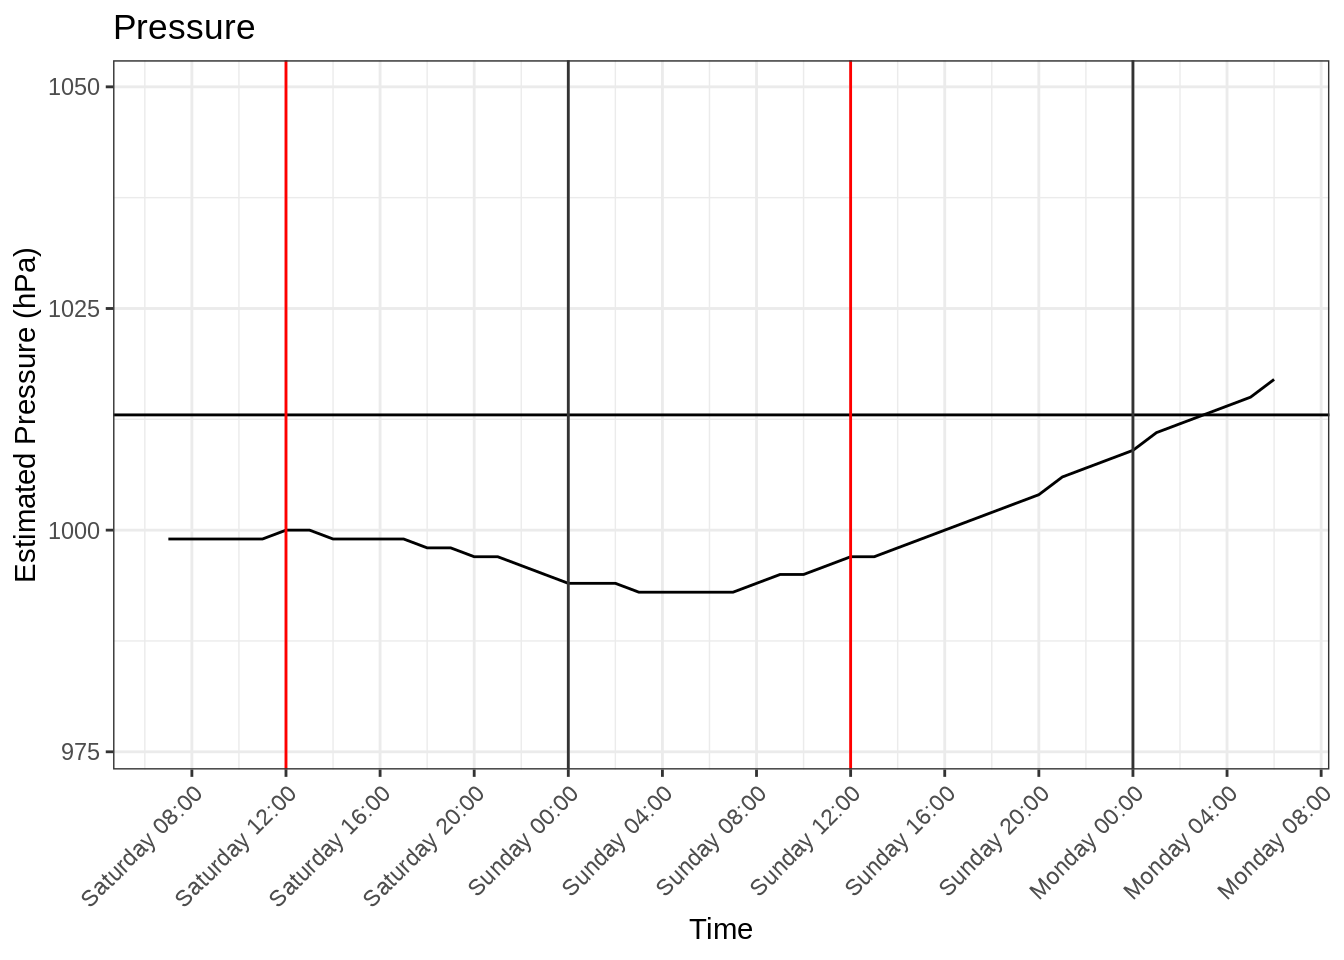 Pressure
Estimated Pressure (hPa)
1050
1025
1000
975
Saturday 08:00
Saturday 12:00
Saturday 16:00
Saturday 20:00
Sunday 00:00
Sunday 04:00
Sunday 08:00
Sunday 12:00
Sunday 16:00
Sunday 20:00
Monday 00:00
Monday 04:00
Monday 08:00
Time